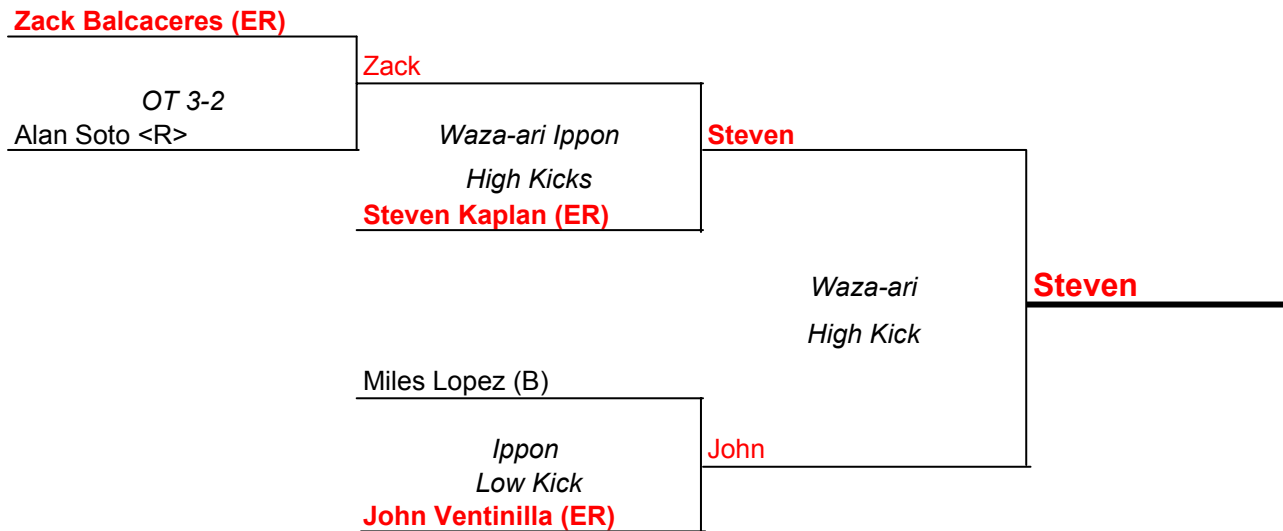 Zack Balcaceres (ER)
OT 3-2
Alan Soto <R>
Zack
Waza-ari Ippon
High Kicks
Steven Kaplan (ER)
Steven
Waza-ari
High Kick
Steven
Miles Lopez (B)
Ippon
Low Kick
John Ventinilla (ER)
John